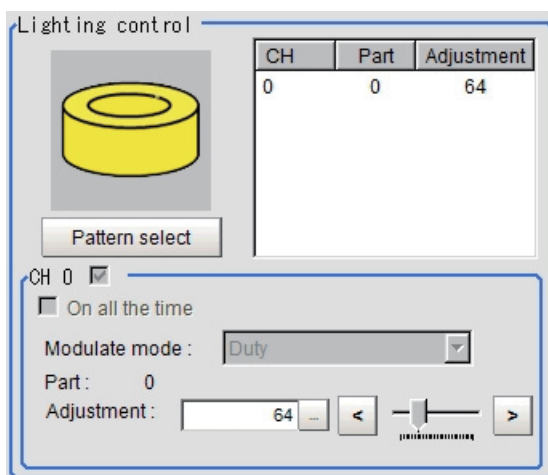 Lighting control
CH Part Adjustment
0 0 64
Pattern select
CH 0
On all the time
Modulate mode : Duty
Part : 0
Adjustment : 64 ... < >